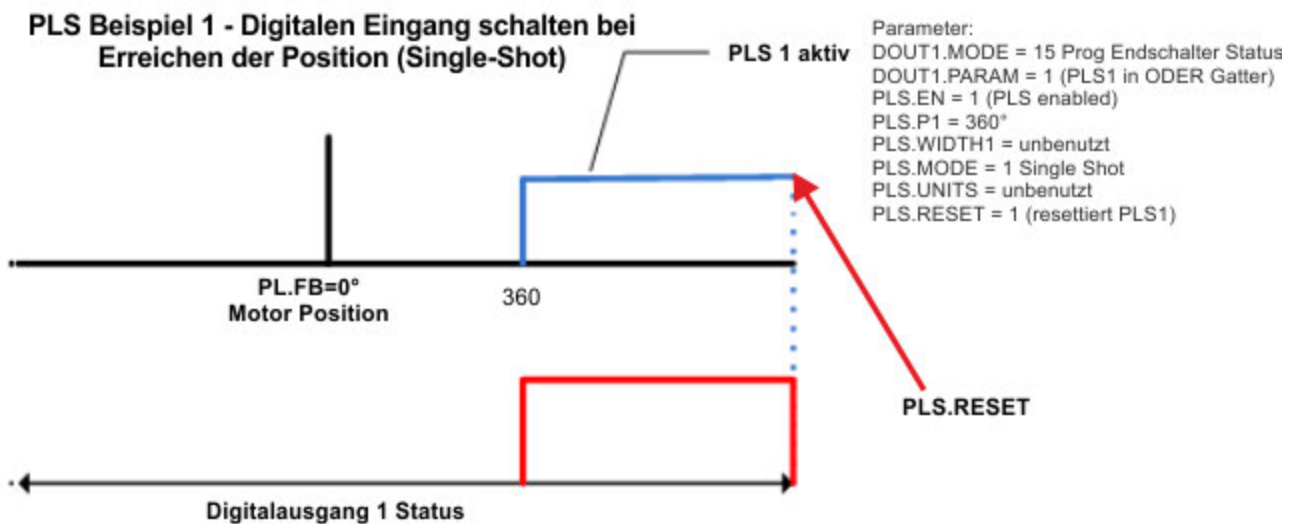 PLS Beispiel 1 - Digitalen Eingang schalten bei
Erreichen der Position (Single-Shot)
PLS 1 aktiv
Parameter:
DOUT1.MODE = 15 Prog Endschalter Status
DOUT1.PARAM = 1 (PLS1 in ODER Gatter)
PLS.EN = 1 (PLS enabled)
PLS.P1 = 360°
PLS.WIDTH1 = unbenutzt
PLS.MODE = 1 Single Shot
PLS.UNITS = unbenutzt
PLS.RESET = 1 (resettiert PLS1)
PL.FB=0°
Motor Position
360
PLS.RESET
Digitalausgang 1 Status